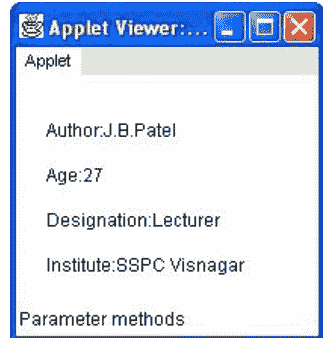 Applet Viewer:...
Applet
Author:J.B.Patel
Age:27
Designation:Lecturer
Institute:SSPC Visnagar
Parameter methods